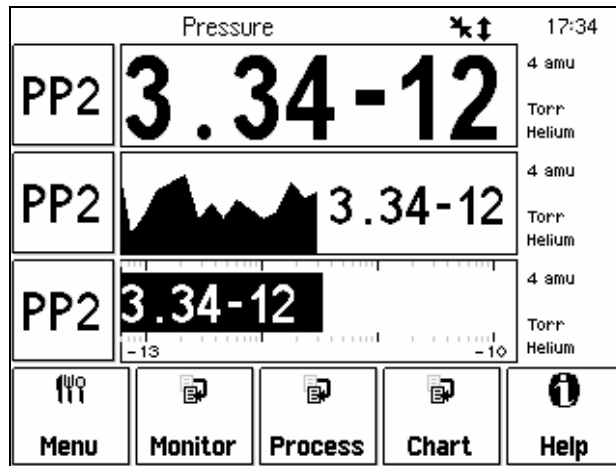 Pressure 17:34
PP2 3.34-12 4 amu
Torr
Helium
PP2 3.34-12 4 amu
Torr
Helium
PP2 3.34-12 4 amu
Torr
-13 -10 Helium
Menu Monitor Process Chart Help